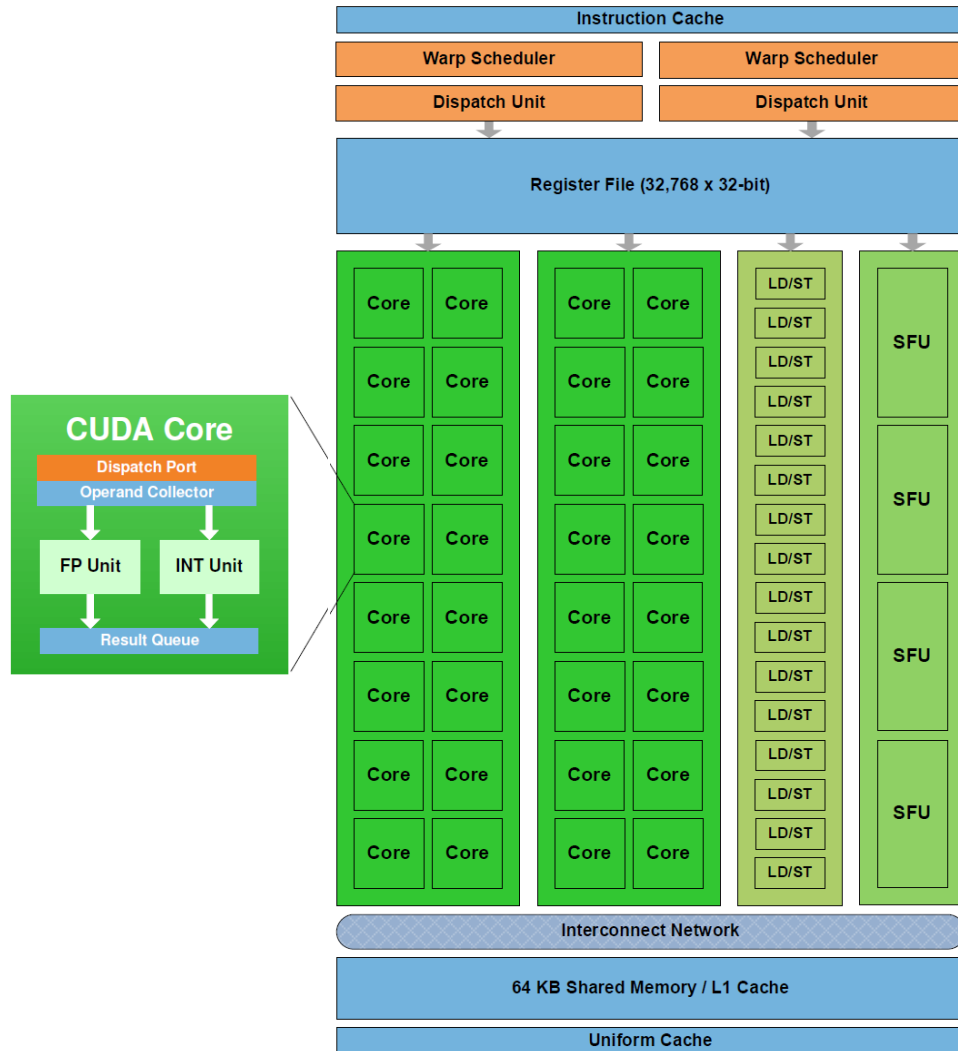 Instruction Cache
Warp Scheduler Warp Scheduler
Dispatch Unit Dispatch Unit
Register File (32,768 x 32-bit)
Core Core Core Core LD/ST SFU
LD/ST
Core Core Core Core LD/ST
LD/ST
Core Core Core Core LD/ST SFU
LD/ST
Core Core Core Core LD/ST
LD/ST
Core Core Core Core LD/ST SFU
LD/ST
Core Core Core Core LD/ST
LD/ST
Core Core Core Core LD/ST SFU
LD/ST
Core Core Core Core LD/ST
LD/ST
CUDA Core
Dispatch Port
Operand Collector
FP Unit INT Unit
Result Queue
Interconnect Network
64 KB Shared Memory / L1 Cache
Uniform Cache